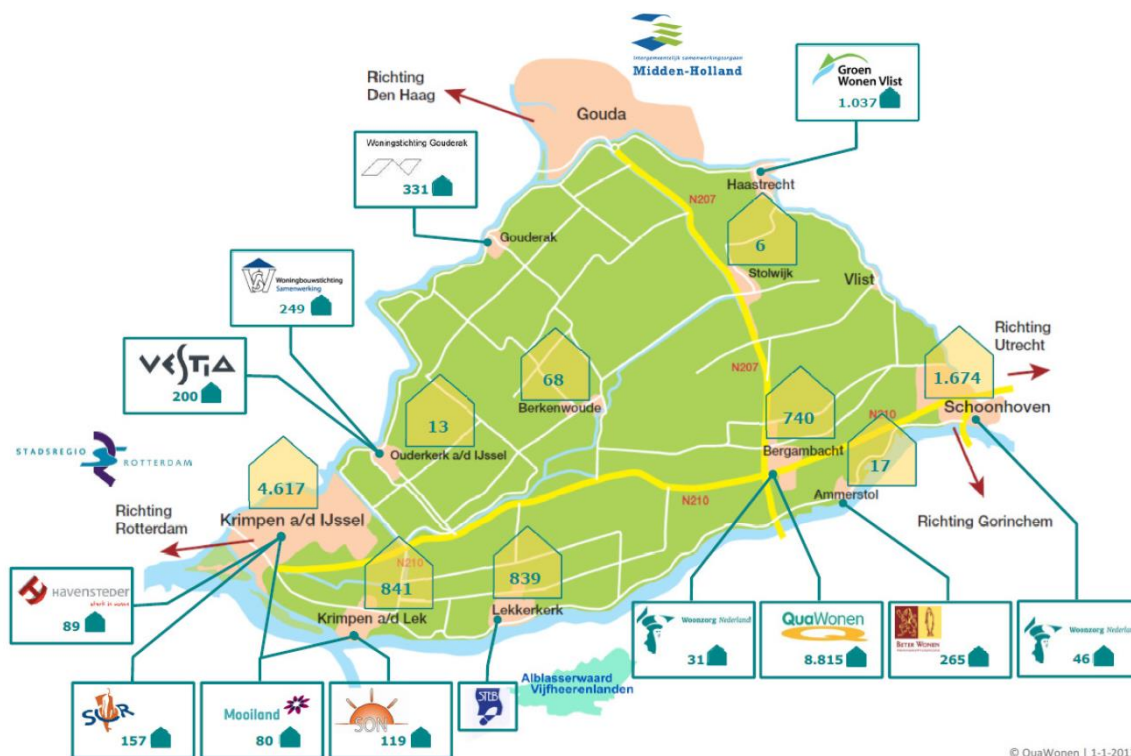 Intergemeentelijk Samenwerkingsorgaan
Midden-Holland
Richting
Den Haag
Gouda
Groen
Wonen Vlist
1.037
Woningstichting Gouderak
331
Haastrecht
N207
6
Gouderak
Stolwijk
Vlist
Woningbouwstichting
Samenwerking
249
VESTIA
200
Richting
Utrecht
1.674
68
Berkenwoude
N207
740
N210
Schoonhoven
13
Ouderkerk a/d IJssel
Bergambacht
17
STADSREGIO ROTTERDAM
4.617
N210
Ammerstol
Richting
Rotterdam
Krimpen a/d IJssel
Richting Gorinchem
N210
841
839
HAVENSTEDER
89
Krimpen a/d Lek
Lekkerkerk
Woonzorg Nederland
31
QuaWonen
8.815
BETER WONEN
265
Woonzorg Nederla
46
Alblasserwaard
Vijfheerenlanden
SOR
157
Mooiland
80
SON
119
STLB
© QuaWonen | 1-1-201